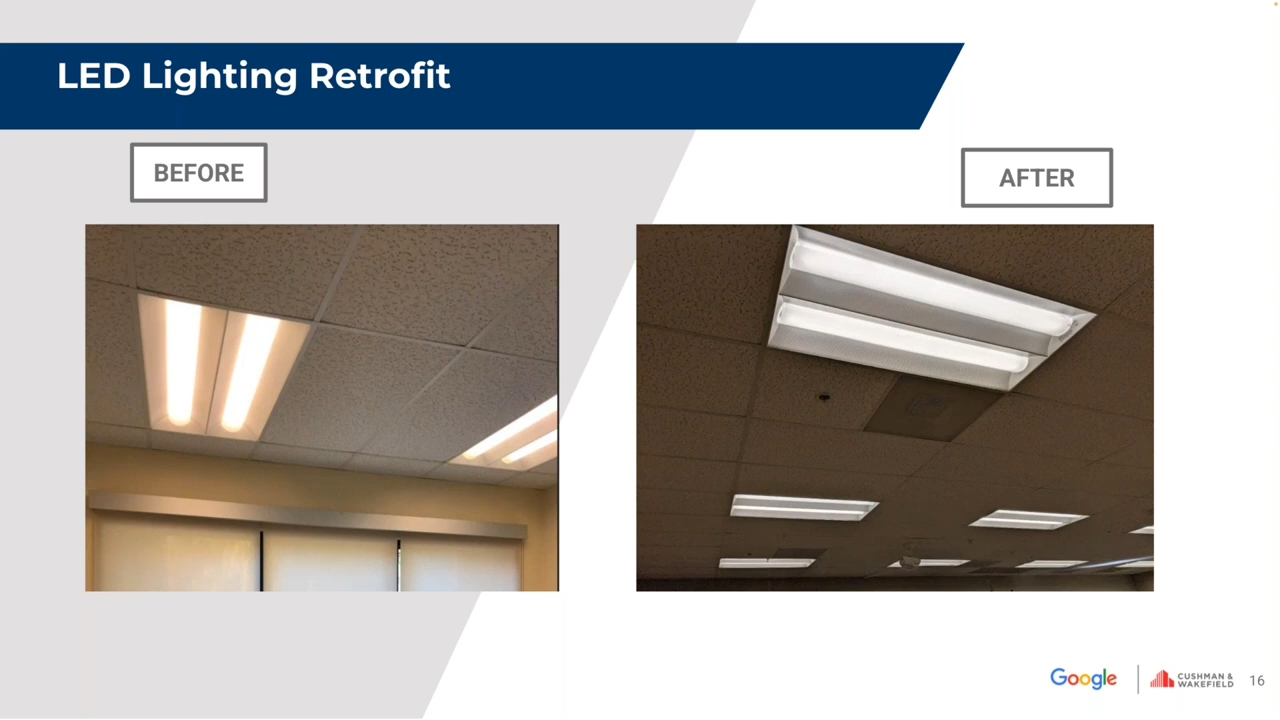 LED Lighting Retrofit
BEFORE
AFTER
Google
CUSHMAN &
WAKEFIELD
16